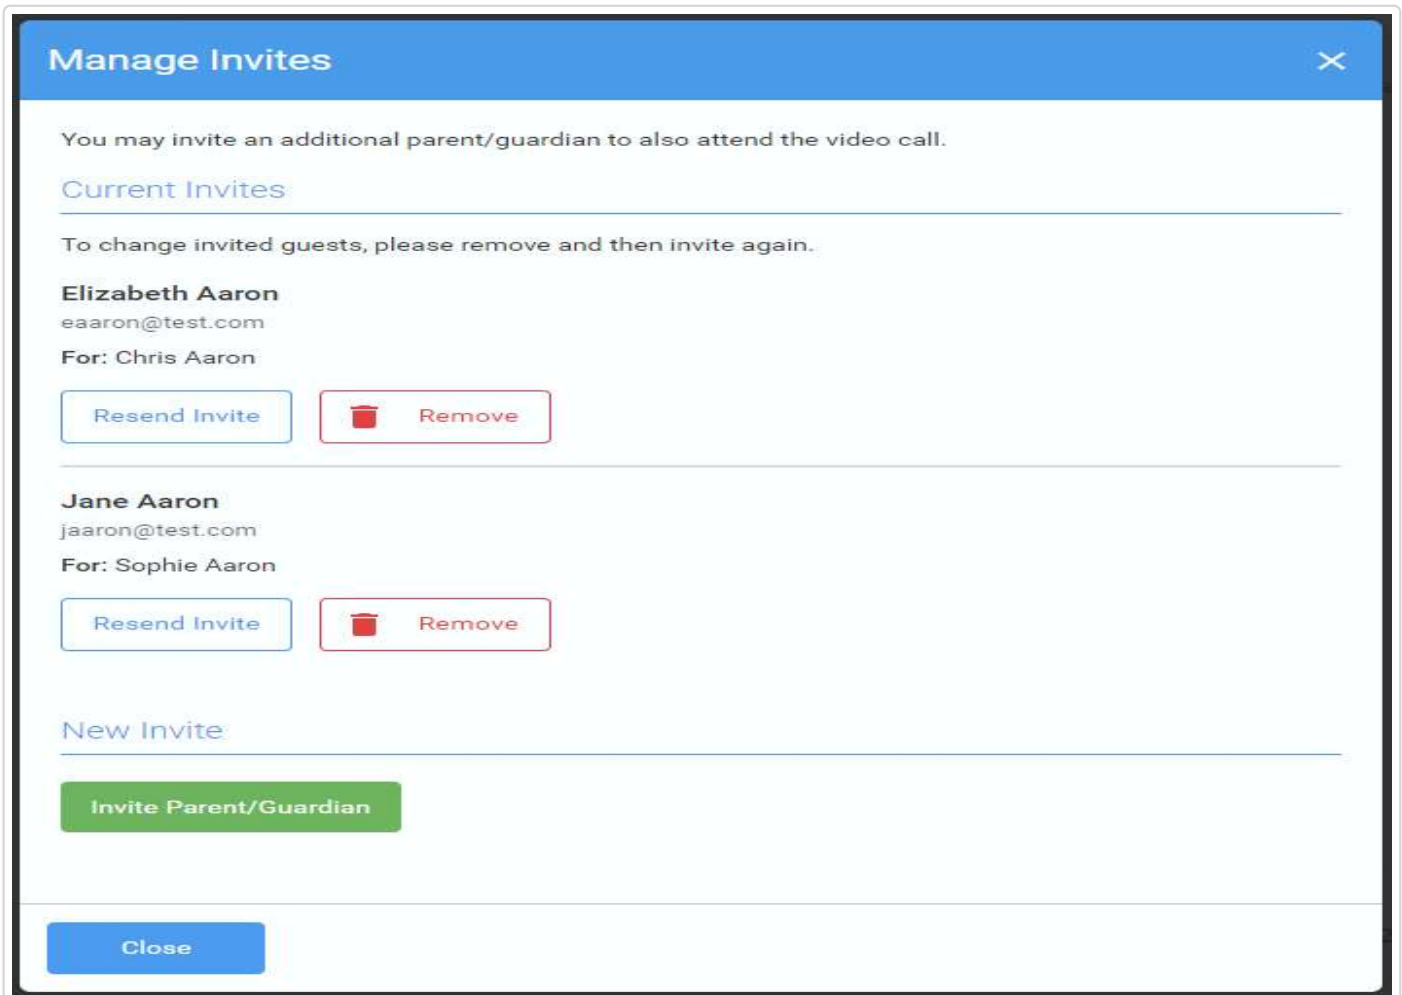 Manage Invites
You may invite an additional parent/guardian to also attend the video call.
Current Invites
To change invited guests, please remove and then invite again.
Elizabeth Aaron
eaaron@test.com
For: Chris Aaron
Resend Invite Remove
Jane Aaron
jaaron@test.com
For: Sophie Aaron
Resend Invite Remove
New Invite
Invite Parent/Guardian
Close